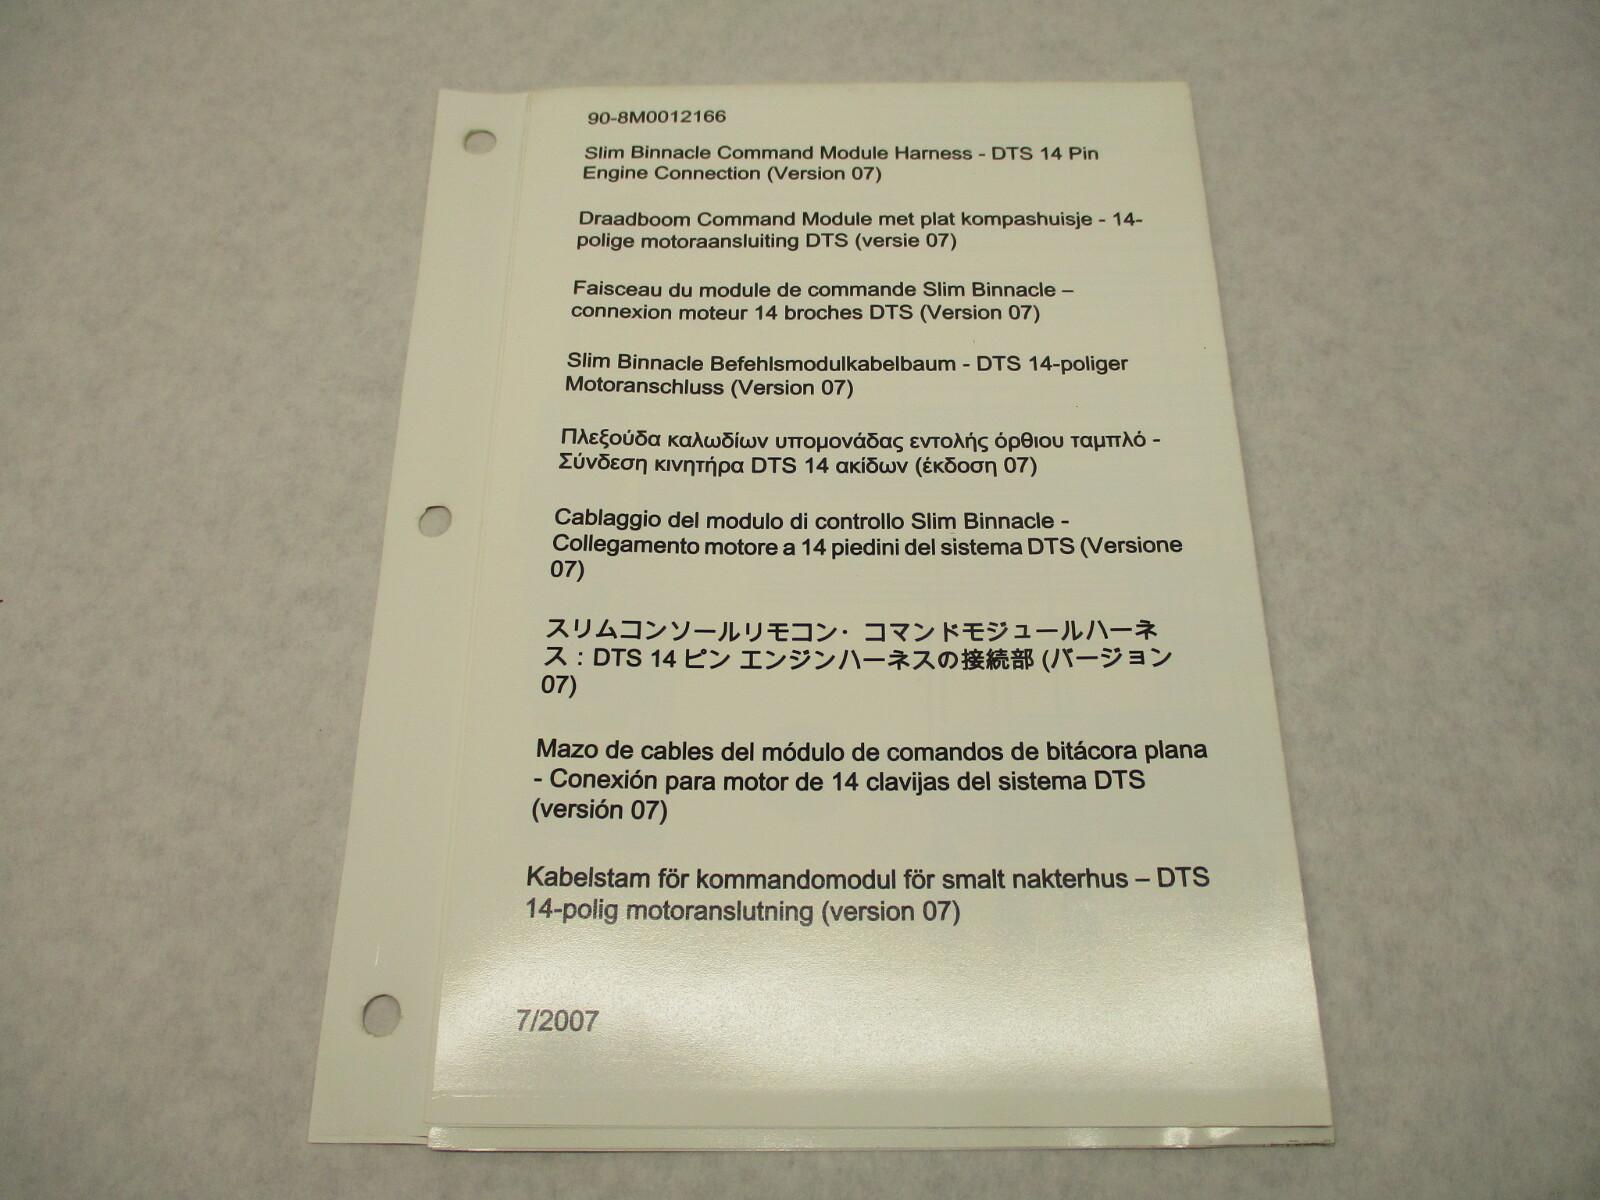 90-8M0012166
Slim Binnacle Command Module Harness - DTS 14 Pin
Engine Connection (Version 07)
Draadboom Command Module met plat kompashuisje - 14-
polige motoraansluiting DTS (versie 07)
Faisceau du module de commande Slim Binnacle –
connexion moteur 14 broches DTS (Version 07)
Slim Binnacle Befehlsmodulkabelbaum - DTS 14-poliger
Motoranschluss (Version 07)
Πλεξούδα καλωδίων υπομονάδας εντολής όρθιου ταμπλό -
Σύνδεση κινητήρα DTS 14 ακίδων (έκδοση 07)
Cablaggio del modulo di controllo Slim Binnacle -
Collegamento motore a 14 piedini del sistema DTS (Versione
07)
スリムコンソールリモコン・ コマンドモジュールハーネ
ス : DTS 14 ピン エンジンハーネスの接続部 (バージョン
07)
Mazo de cables del módulo de comandos de bitácora plana
- Conexión para motor de 14 clavijas del sistema DTS
(versión 07)
Kabelstam för kommandomodul för smalt nakterhus – DTS
14-polig motoranslutning (version 07)
7/2007